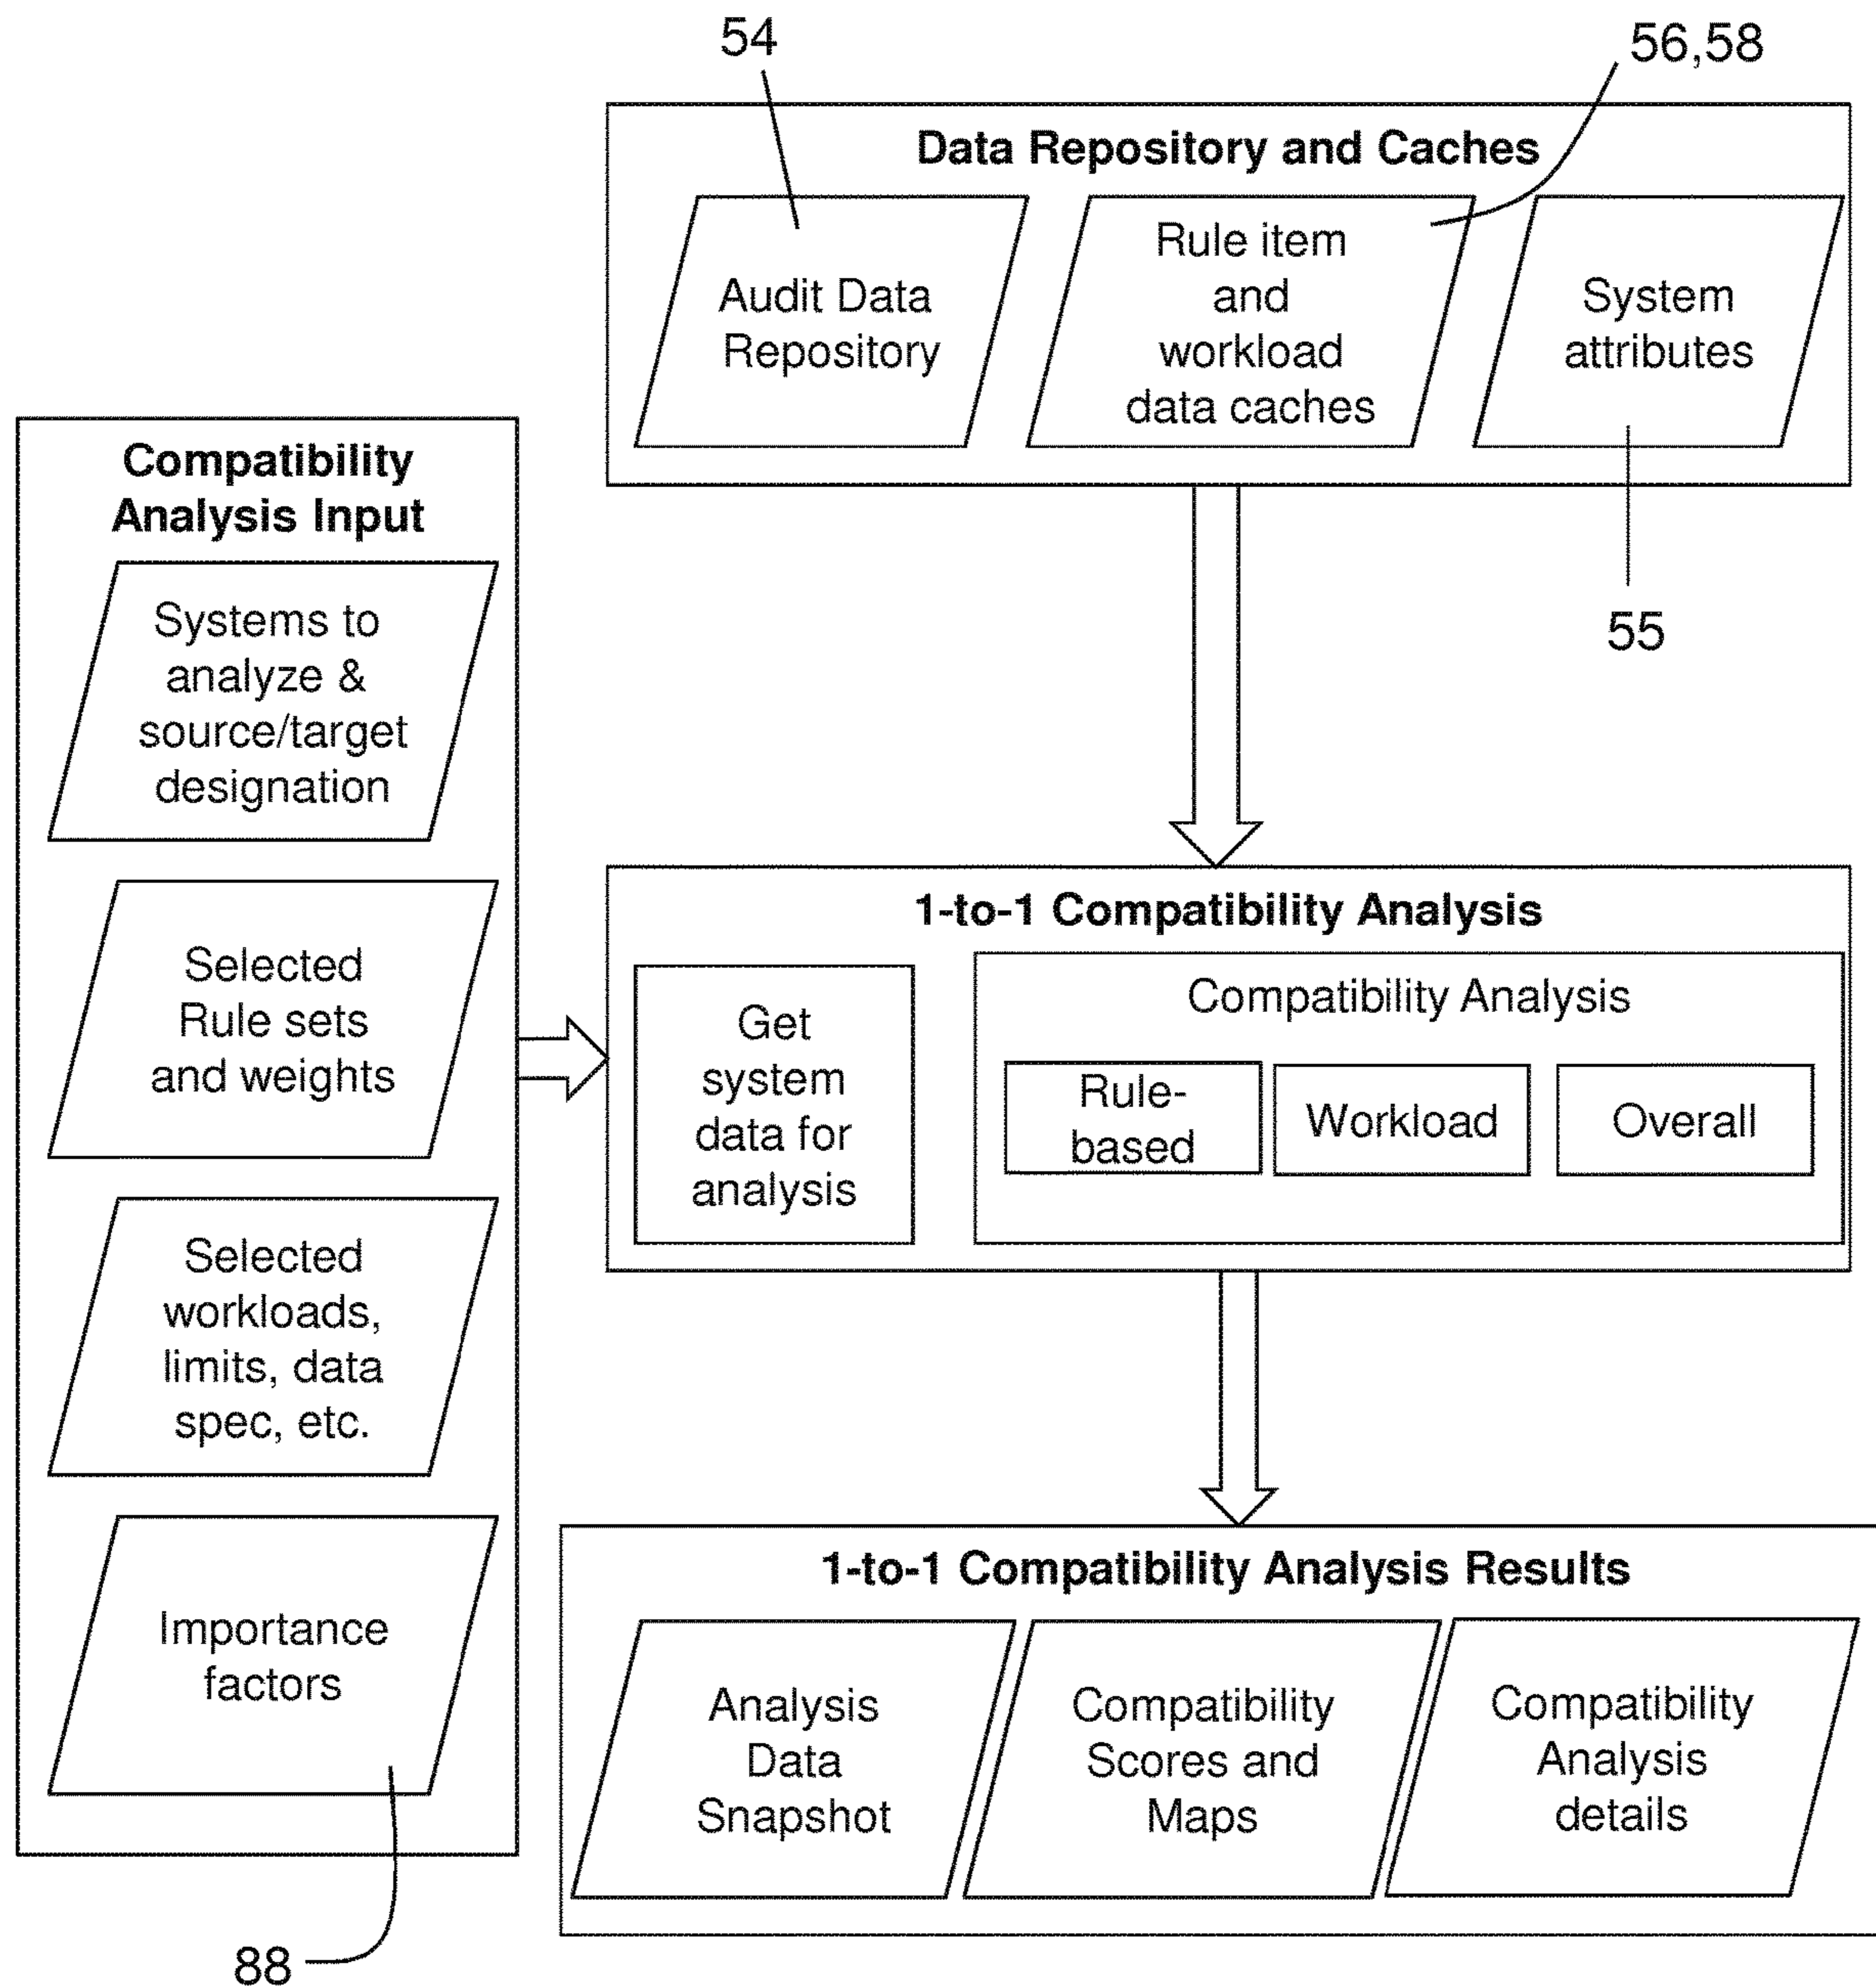 54
56,58
Data Repository and Caches
Audit Data
Repository
Rule item
and
workload
data caches
System
attributes
55
Compatibility
Analysis Input
Systems to
analyze &
source/target
designation
Selected
Rule sets
and weights
Selected
workloads,
limits, data
spec, etc.
Importance
factors
88
1-to-1 Compatibility Analysis
Get
system
data for
analysis
Compatibility Analysis
Rule-
based
Workload
Overall
1-to-1 Compatibility Analysis Results
Analysis
Data
Snapshot
Compatibility
Scores and
Maps
Compatibility
Analysis
details